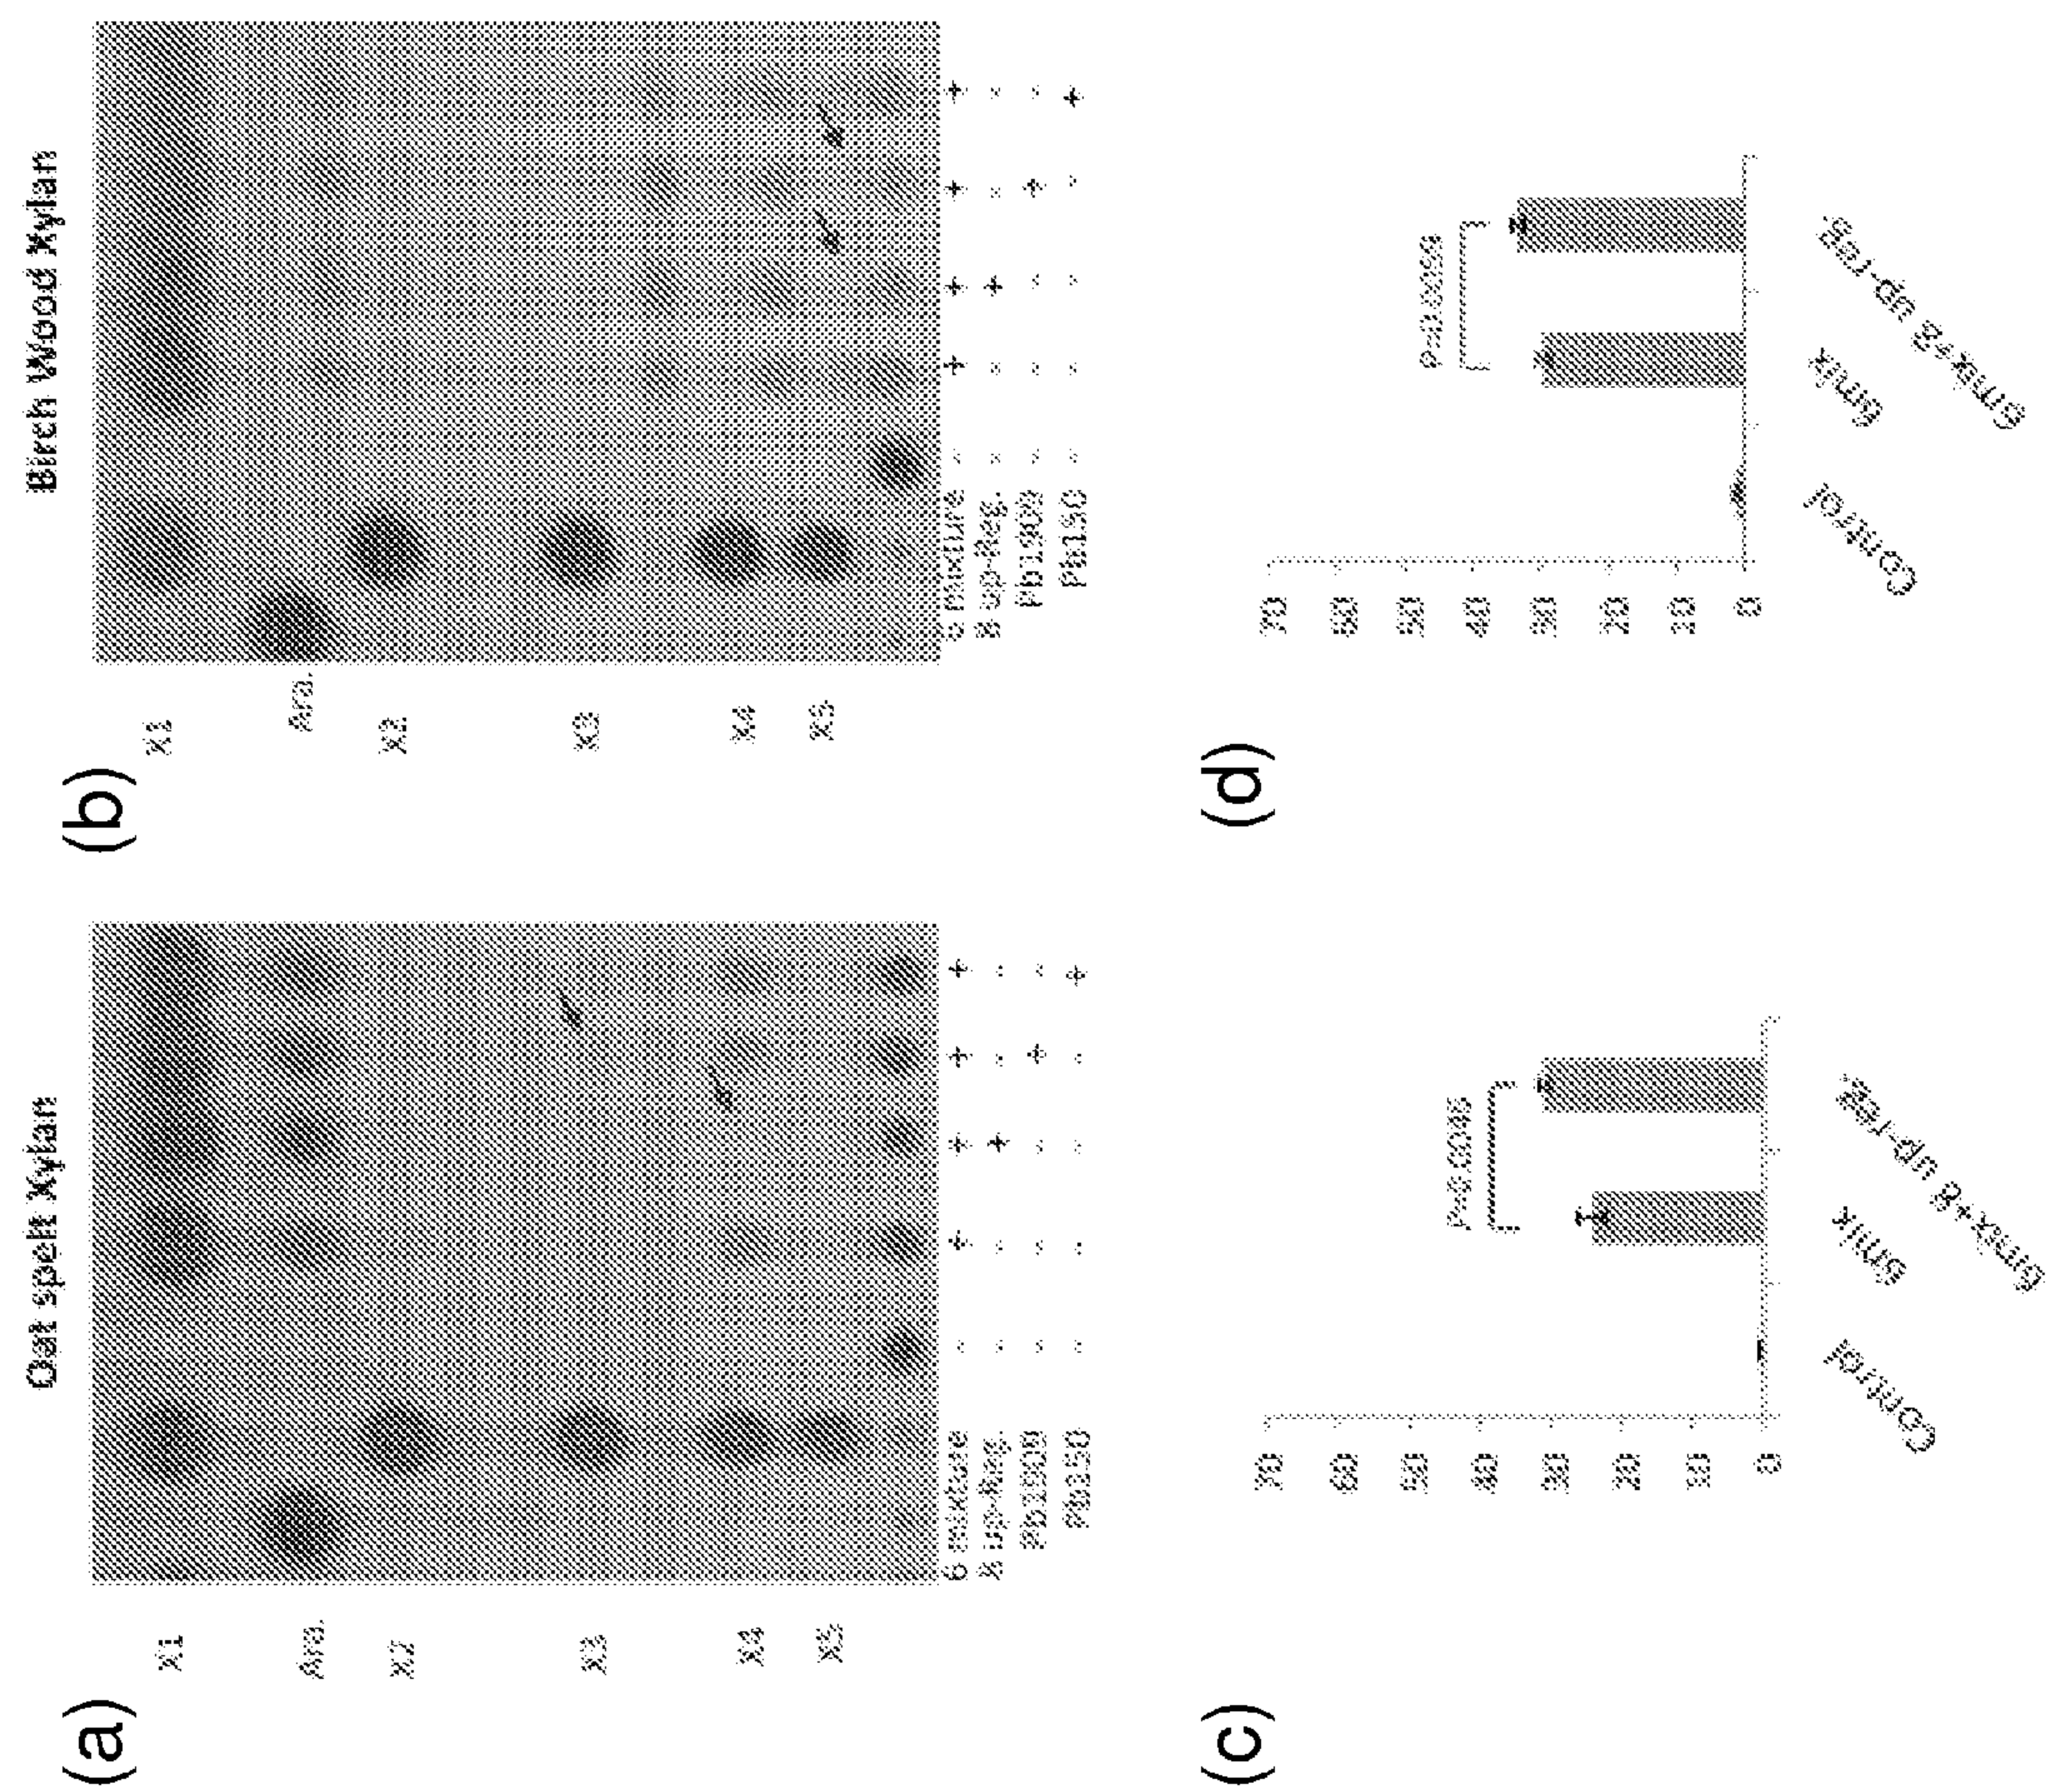 (a)
Oat spelt Xylan
X1
Ara.
X2
X3
X4
X5
6 mixture - + + + +
8 up-Reg. - - + - -
Pb1909 - - - + -
Pb150 - - - - +
(b)
Birch Wood Xylan
X1
Ara.
X2
X3
X4
X5
6 mixture - + + + +
8 up-Reg. - - + - -
Pb1909 - - - + -
Pb150 - - - - +
(c)
70
60
50
40
30
20
10
0
P=0.0046
Control
6mix
6mix+8 up-reg.
(d)
70
60
50
40
30
20
10
0
Control
6mix
6mix+8 up-reg.